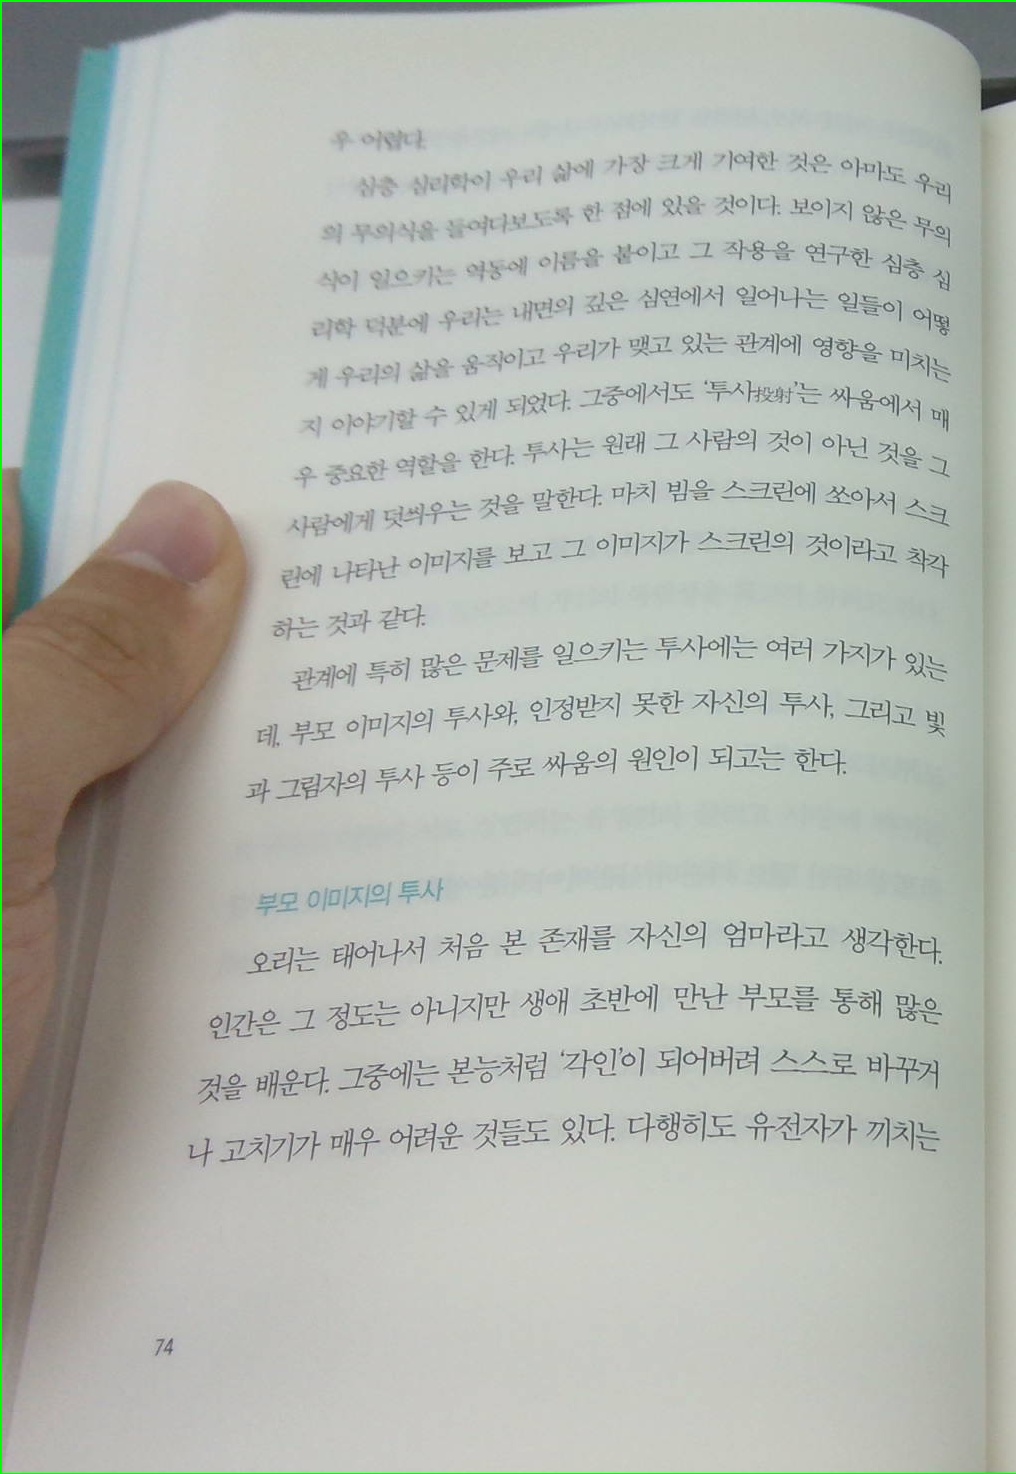 우 어렵다.
심층 심리학이 우리 삶에 가장 크게 기여한 것은 아마도 우리
의 무의식을 들여다보도록 한 점에 있을 것이다. 보이지 않은 무의
식이 일으키는 역동에 이름을 붙이고 그 작용을 연구한 심층 심
리학 덕분에 우리는 내면의 깊은 심연에서 일어나는 일들이 어떻
게 우리의 삶을 움직이고 우리가 맺고 있는 관계에 영향을 미치는
지 이야기할 수 있게 되었다. 그중에서도 ‘투사投射’는 싸움에서 매
우 중요한 역할을 한다. 투사는 원래 그 사람의 것이 아닌 것을 그
사람에게 덧씌우는 것을 말한다. 마치 빔을 스크린에 쏘아서 스크
린에 나타난 이미지를 보고 그 이미지가 스크린의 것이라고 착각
하는 것과 같다.
관계에 특히 많은 문제를 일으키는 투사에는 여러 가지가 있는
데, 부모 이미지의 투사와, 인정받지 못한 자신의 투사, 그리고 빛
과 그림자의 투사 등이 주로 싸움의 원인이 되고는 한다.
부모 이미지의 투사
오리는 태어나서 처음 본 존재를 자신의 엄마라고 생각한다.
인간은 그 정도는 아니지만 생애 초반에 만난 부모를 통해 많은
것을 배운다. 그중에는 본능처럼 ‘각인’이 되어버려 스스로 바꾸거
나 고치기가 매우 어려운 것들도 있다. 다행히도 유전자가 끼치는
74